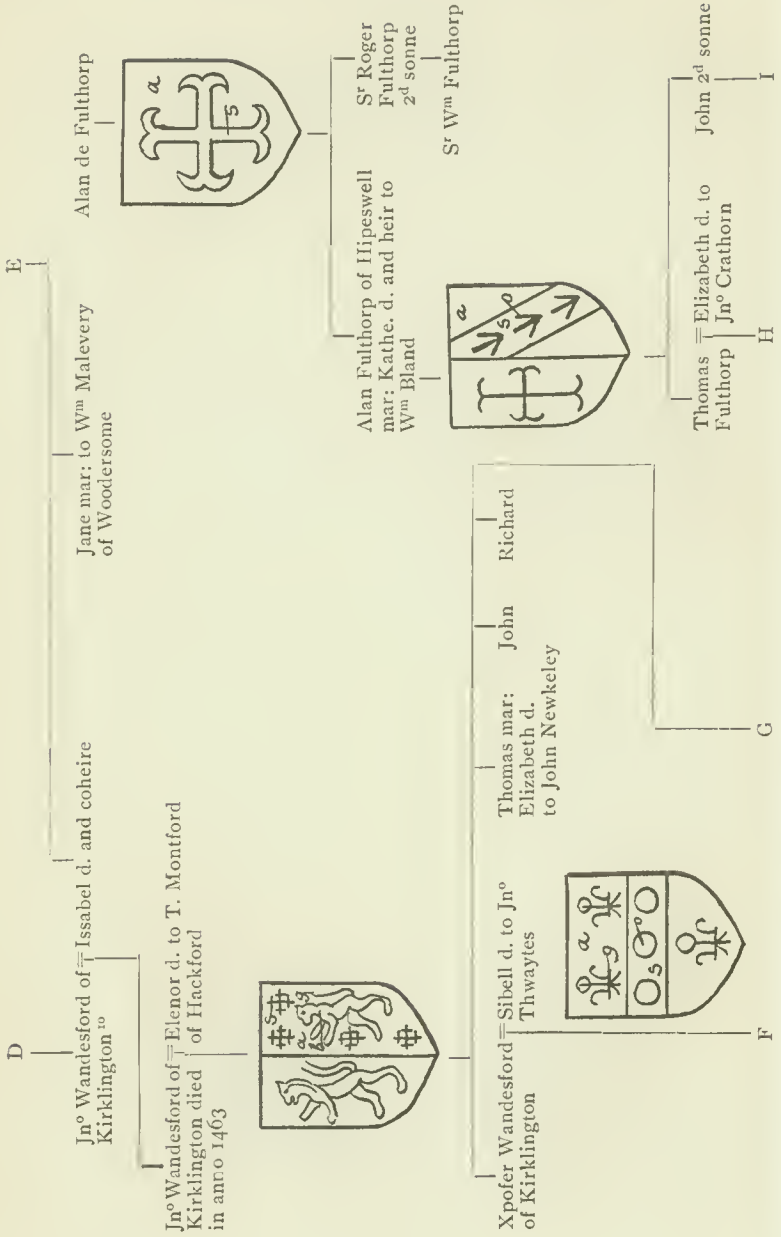 D
E
Jnº Wandesford of = Issabel d. and coheire
Kirklington ¹⁰
Jane mar: to Wᵐ Malevery
of Woodersome
Alan de Fulthorp
a
s
Jnº Wandesford of = Elenor d. to T. Montford
Kirklington died of Hackford
in anno 1463
s
a
g
b
Alan Fulthorp of Hipeswell
mar: Kathe. d. and heir to
Wᵐ Bland
Sʳ Roger
Fulthorp
2ᵈ sonne
Sʳ Wᵐ Fulthorp
a
s
o
Xpofer Wandesford = Sibell d. to Jnº
of Kirklington Thwaytes
Thomas mar:
Elizabeth d.
to John Newkeley
John
Richard
Thomas = Elizabeth d. to
Fulthorp Jnº Crathorn
John 2ᵈ sonne
a
g
s
o
F
G
H
I